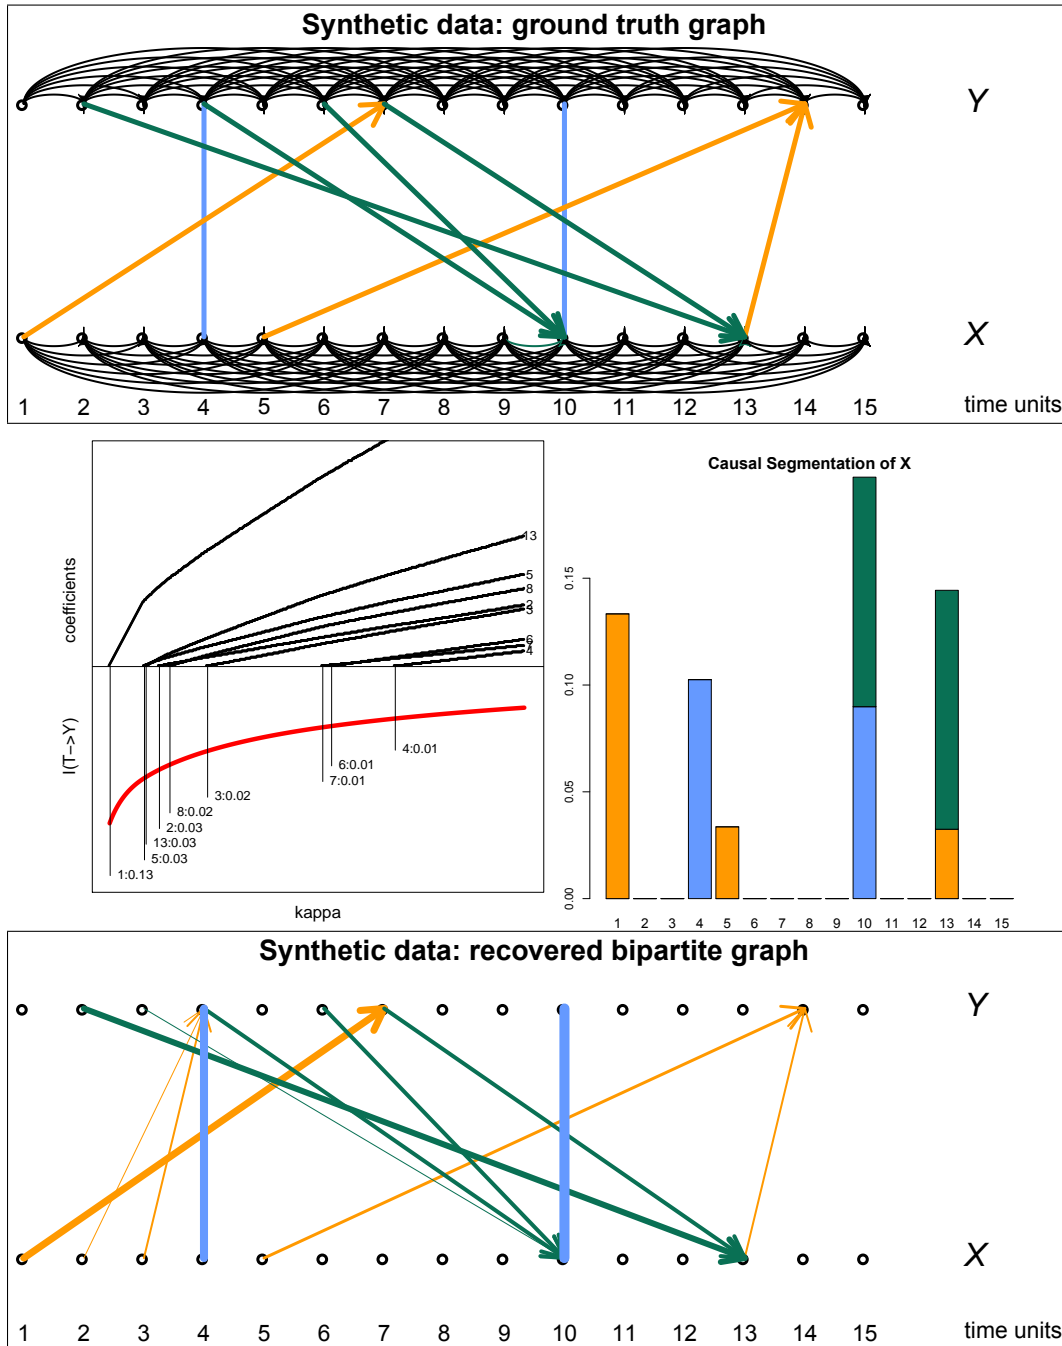 Synthetic data: ground truth graph
Y
X
1 2 3 4 5 6 7 8 9 10 11 12 13 14 15 time units
coefficients
13
5
8
2
3
6
7
4
I(T->Y)
4:0.01
6:0.01
7:0.01
3:0.02
8:0.02
2:0.03
13:0.03
5:0.03
1:0.13
kappa
Causal Segmentation of X
0.15
0.10
0.05
0.00
1 2 3 4 5 6 7 8 9 10 11 12 13 14 15
Synthetic data: recovered bipartite graph
Y
X
1 2 3 4 5 6 7 8 9 10 11 12 13 14 15 time units